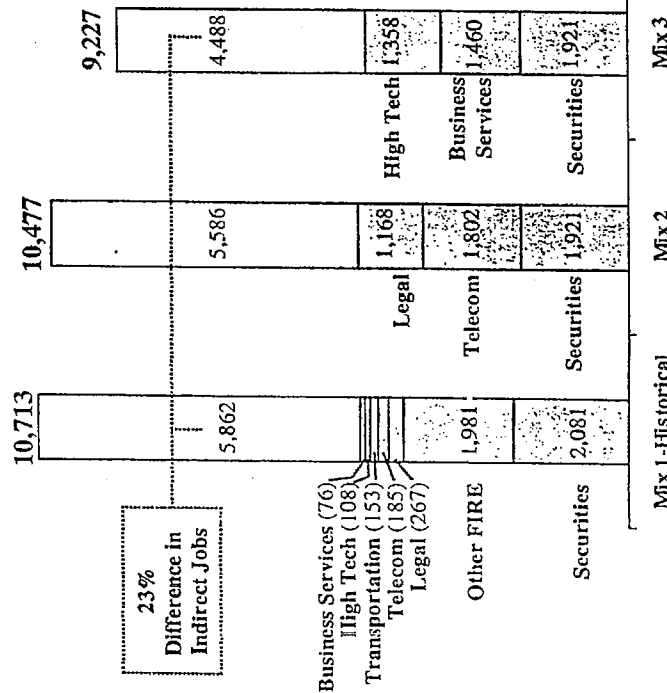 23%
Difference in
Indirect Jobs
10,713
5,862
Business Services (76)
High Tech (108)
Transportation (153)
Telecom (185)
Legal (267)
Other FIRE
1,981
Securities
2,081
Mix 1-Historical
10,477
5,586
Legal
1,168
Telecom
1,802
Securities
1,921
Mix 2
9,227
4,488
High Tech
1,358
Business
Services
1,460
Securities
1,921
Mix 3